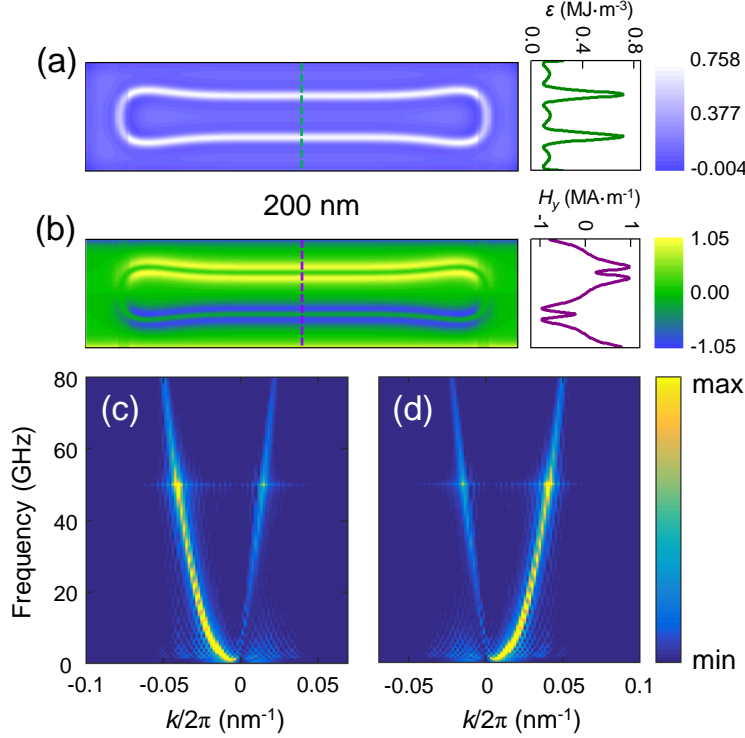 ε (MJ·m⁻³)
0.0
0.4
0.8
(a)
0.758
0.377
-0.004
200 nm
H_y (MA·m⁻¹)
-1
0
1
(b)
1.05
0.00
-1.05
80
60
40
20
0
Frequency (GHz)
(c)
(d)
max
min
-0.1
-0.05
0
0.05
-0.05
0
0.05
0.1
k/2π (nm⁻¹)
k/2π (nm⁻¹)